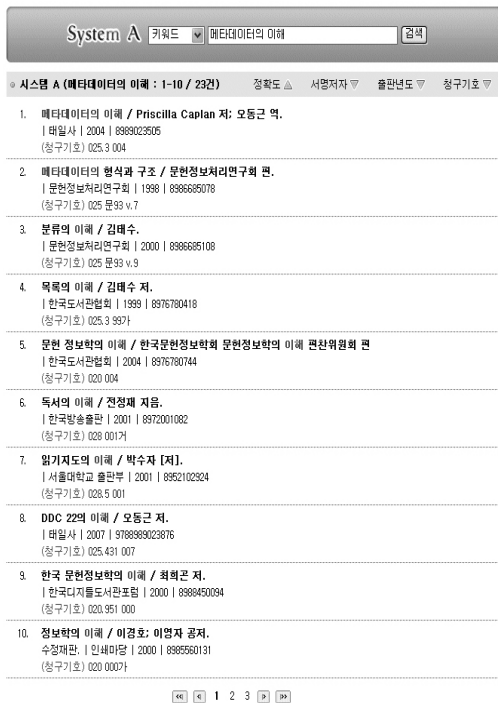 System A 키워드 메타데이터의 이해 검색
시스템 A (메타데이터의 이해 : 1-10 / 23건) 정확도 △ 서명저자 ▽ 출판년도 ▽ 청구기호 ▽
1. 메타데이터의 이해 / Priscilla Caplan 저; 오동근 역.
| 태일사 | 2004 | 8989023505
(청구기호) 025.3 004
2. 메타데이터의 형식과 구조 / 문헌정보처리연구회 편.
| 문헌정보처리연구회 | 1998 | 8986685078
(청구기호) 025 문93 v.7
3. 분류의 이해 / 김태수.
| 문헌정보처리연구회 | 2000 | 8986685108
(청구기호) 025 문93 v.9
4. 목록의 이해 / 김태수 저.
| 한국도서관협회 | 1999 | 8976780418
(청구기호) 025.3 99가
5. 문헌 정보학의 이해 / 한국문헌정보학회 문헌정보학의 이해 편찬위원회 편
| 한국도서관협회 | 2004 | 8976780744
(청구기호) 020 004
6. 독서의 이해 / 전정재 지음.
| 한국방송출판 | 2001 | 8972001082
(청구기호) 028 001거
7. 읽기지도의 이해 / 박수자 [저].
| 서울대학교 출판부 | 2001 | 8952102924
(청구기호) 028.5 001
8. DDC 22의 이해 / 오동근 저.
| 태일사 | 2007 | 9788989023876
(청구기호) 025.431 007
9. 한국 문헌정보학의 이해 / 최희곤 저.
| 한국디지틀도서관포럼 | 2000 | 8988450094
(청구기호) 020.951 000
10. 정보학의 이해 / 이경호; 이영자 공저.
수정재판. | 인쇄마당 | 2000 | 8985560131
(청구기호) 020 000가
1 2 3